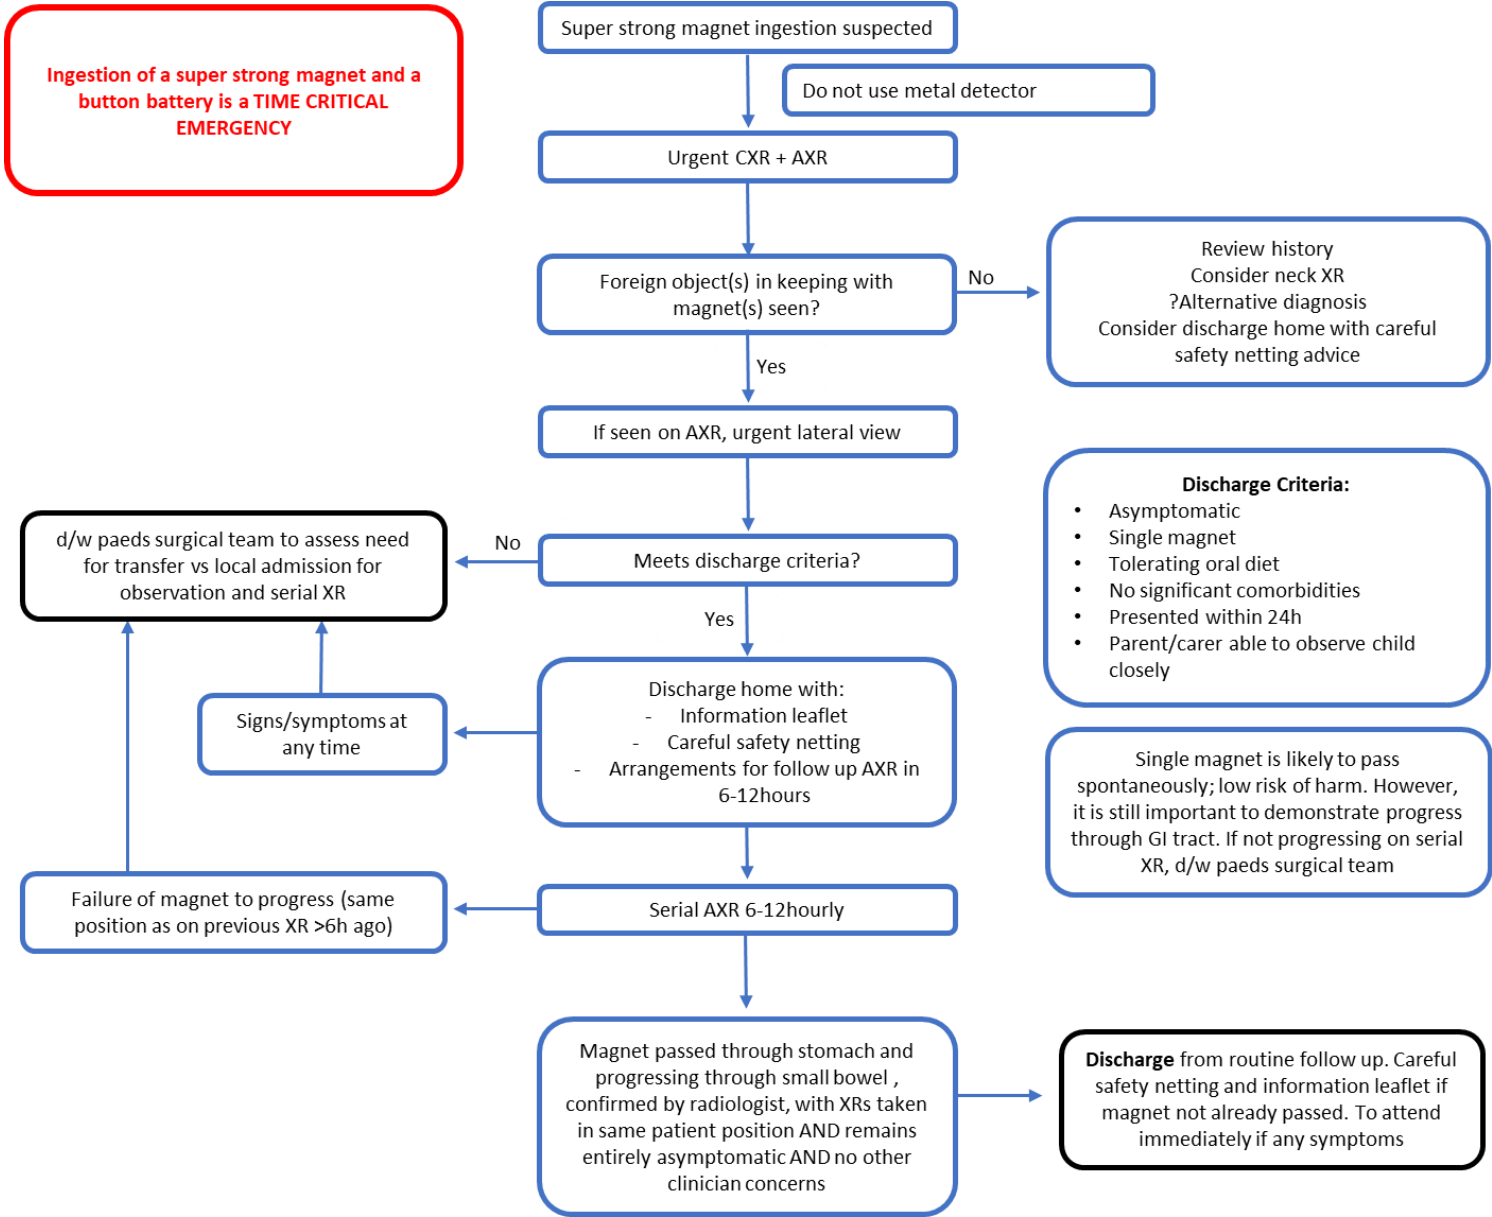 Ingestion of a super strong magnet and a
button battery is a TIME CRITICAL
EMERGENCY
Super strong magnet ingestion suspected
Do not use metal detector
Urgent CXR + AXR
Foreign object(s) in keeping with
magnet(s) seen?
No
Review history
Consider neck XR
?Alternative diagnosis
Consider discharge home with careful
safety netting advice
Yes
If seen on AXR, urgent lateral view
Discharge Criteria:
• Asymptomatic
• Single magnet
• Tolerating oral diet
• No significant comorbidities
• Presented within 24h
• Parent/carer able to observe child
closely
Meets discharge criteria?
No
d/w paeds surgical team to assess need
for transfer vs local admission for
observation and serial XR
Yes
Discharge home with:
- Information leaflet
- Careful safety netting
- Arrangements for follow up AXR in
6-12hours
Signs/symptoms at
any time
Single magnet is likely to pass
spontaneously; low risk of harm. However,
it is still important to demonstrate progress
through GI tract. If not progressing on serial
XR, d/w paeds surgical team
Serial AXR 6-12hourly
Failure of magnet to progress (same
position as on previous XR >6h ago)
Magnet passed through stomach and
progressing through small bowel ,
confirmed by radiologist, with XRs taken
in same patient position AND remains
entirely asymptomatic AND no other
clinician concerns
Discharge from routine follow up. Careful
safety netting and information leaflet if
magnet not already passed. To attend
immediately if any symptoms